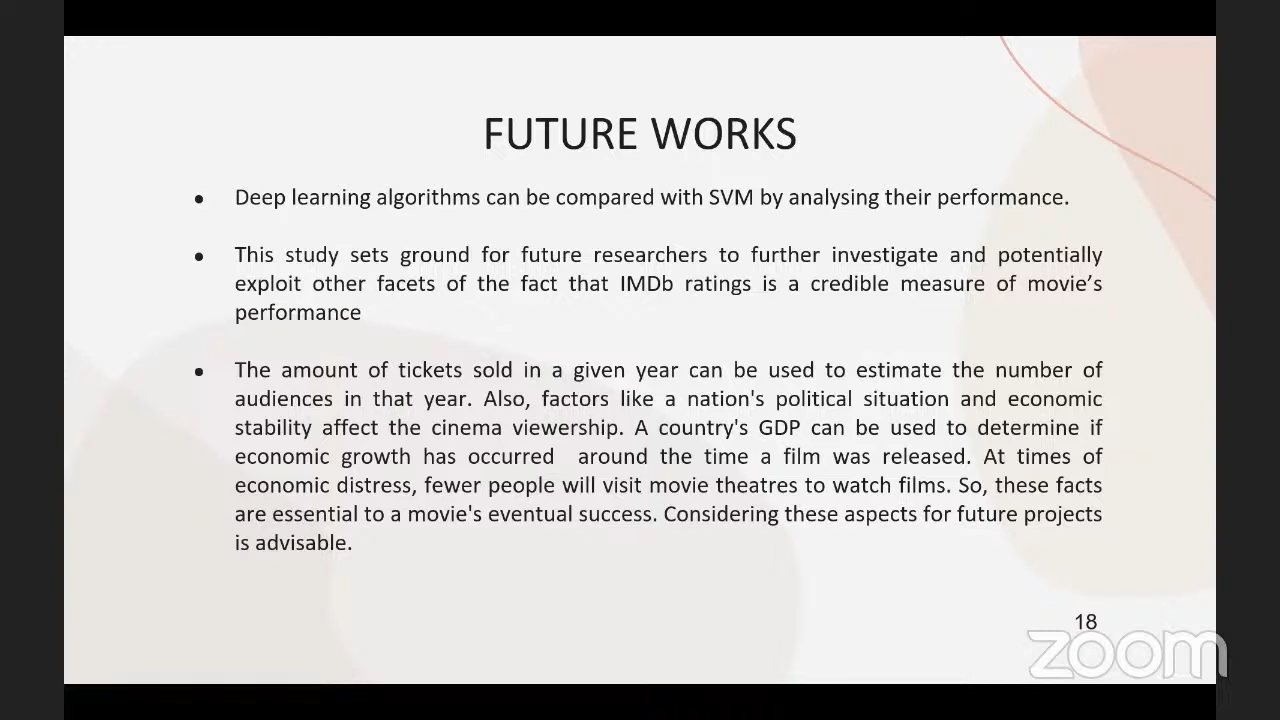 FUTURE WORKS
● Deep learning algorithms can be compared with SVM by analysing their performance.
● This study sets ground for future researchers to further investigate and potentially
exploit other facets of the fact that IMDb ratings is a credible measure of movie’s
performance
● The amount of tickets sold in a given year can be used to estimate the number of
audiences in that year. Also, factors like a nation's political situation and economic
stability affect the cinema viewership. A country's GDP can be used to determine if
economic growth has occurred  around the time a film was released. At times of
economic distress, fewer people will visit movie theatres to watch films. So, these facts
are essential to a movie's eventual success. Considering these aspects for future projects
is advisable.
18
zoom